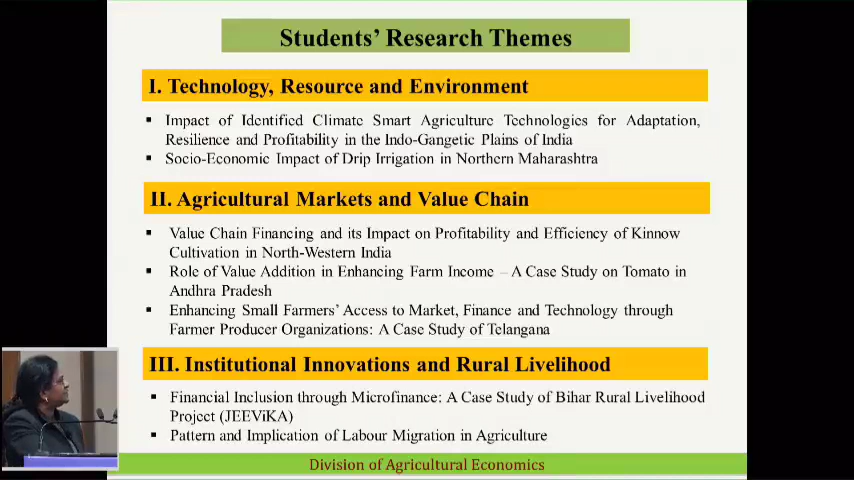 Students’ Research Themes
I. Technology, Resource and Environment
▪ Impact of Identified Climate Smart Agriculture Technologies for Adaptation,
Resilience and Profitability in the Indo-Gangetic Plains of India
▪ Socio-Economic Impact of Drip Irrigation in Northern Maharashtra
II. Agricultural Markets and Value Chain
▪ Value Chain Financing and its Impact on Profitability and Efficiency of Kinnow
Cultivation in North-Western India
▪ Role of Value Addition in Enhancing Farm Income – A Case Study on Tomato in
Andhra Pradesh
▪ Enhancing Small Farmers’ Access to Market, Finance and Technology through
Farmer Producer Organizations: A Case Study of Telangana
III. Institutional Innovations and Rural Livelihood
▪ Financial Inclusion through Microfinance: A Case Study of Bihar Rural Livelihood
Project (JEEViKA)
▪ Pattern and Implication of Labour Migration in Agriculture
Division of Agricultural Economics